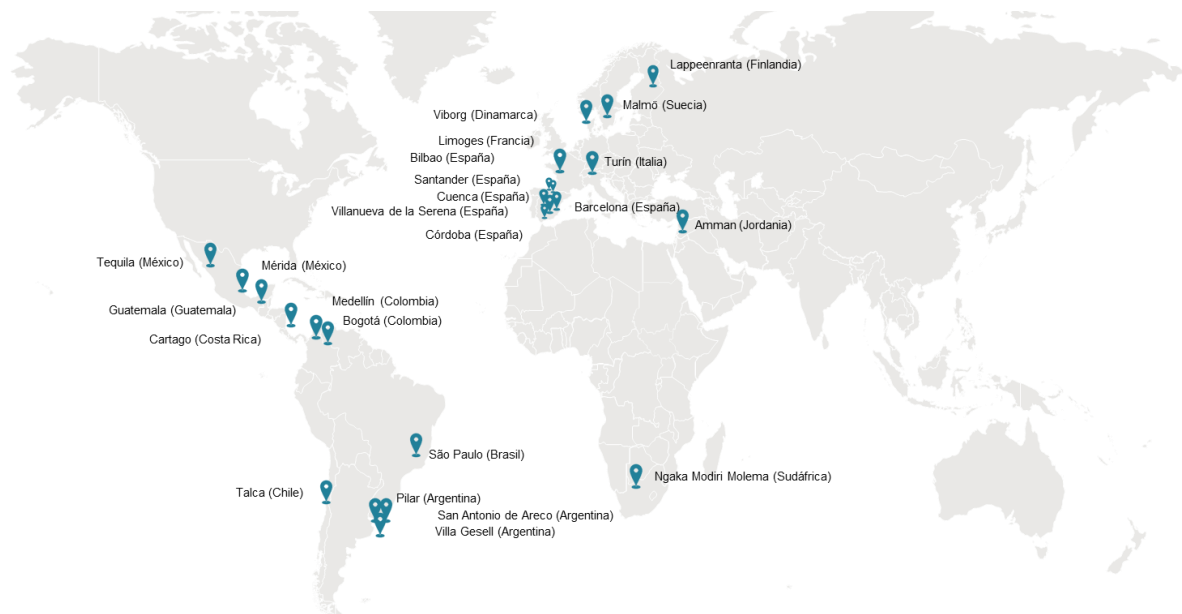 Lappeenranta (Finlandia)
Malmö (Suecia)
Viborg (Dinamarca)
Limoges (Francia)
Bilbao (España)
Turín (Italia)
Santander (España)
Cuenca (España)
Barcelona (España)
Villanueva de la Serena (España)
Amman (Jordania)
Córdoba (España)
Tequila (México)
Mérida (México)
Medellín (Colombia)
Guatemala (Guatemala)
Bogotá (Colombia)
Cartago (Costa Rica)
São Paulo (Brasil)
Ngaka Modiri Molema (Sudáfrica)
Talca (Chile)
Pilar (Argentina)
San Antonio de Areco (Argentina)
Villa Gesell (Argentina)